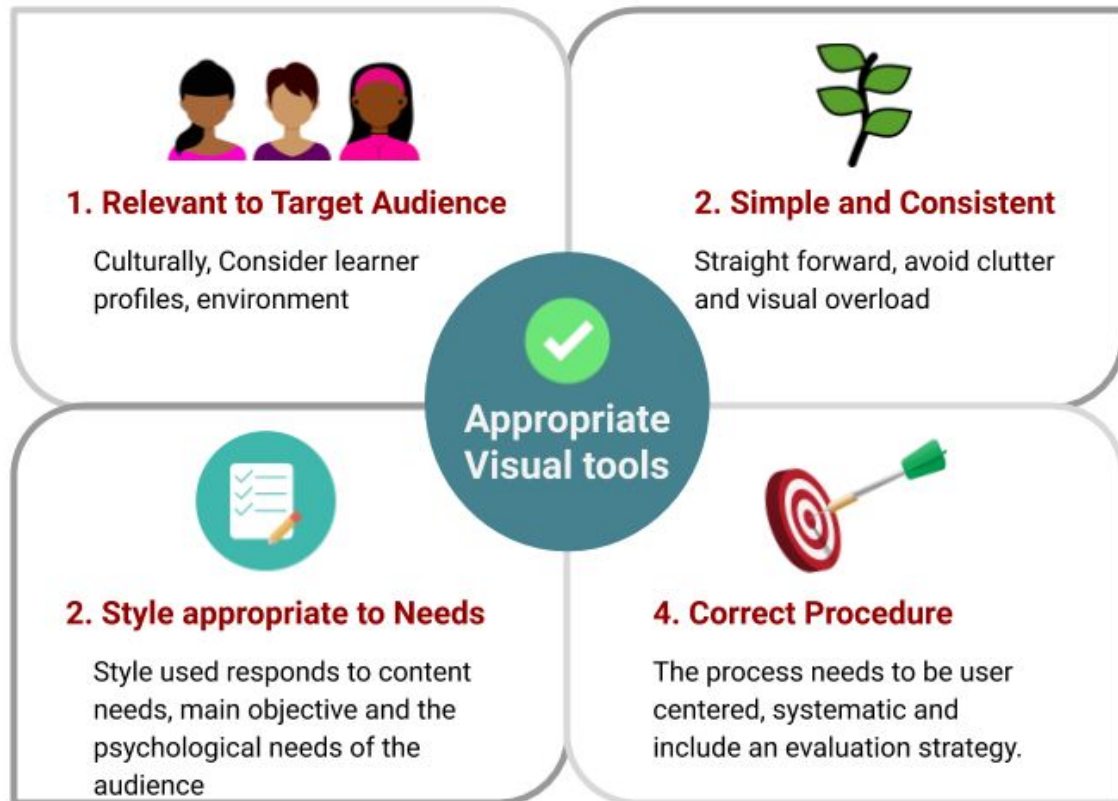 1. Relevant to Target Audience
Culturally, Consider learner
profiles, environment
2. Simple and Consistent
Straight forward, avoid clutter
and visual overload
Appropriate
Visual tools
2. Style appropriate to Needs
Style used responds to content
needs, main objective and the
psychological needs of the
audience
4. Correct Procedure
The process needs to be user
centered, systematic and
include an evaluation strategy.